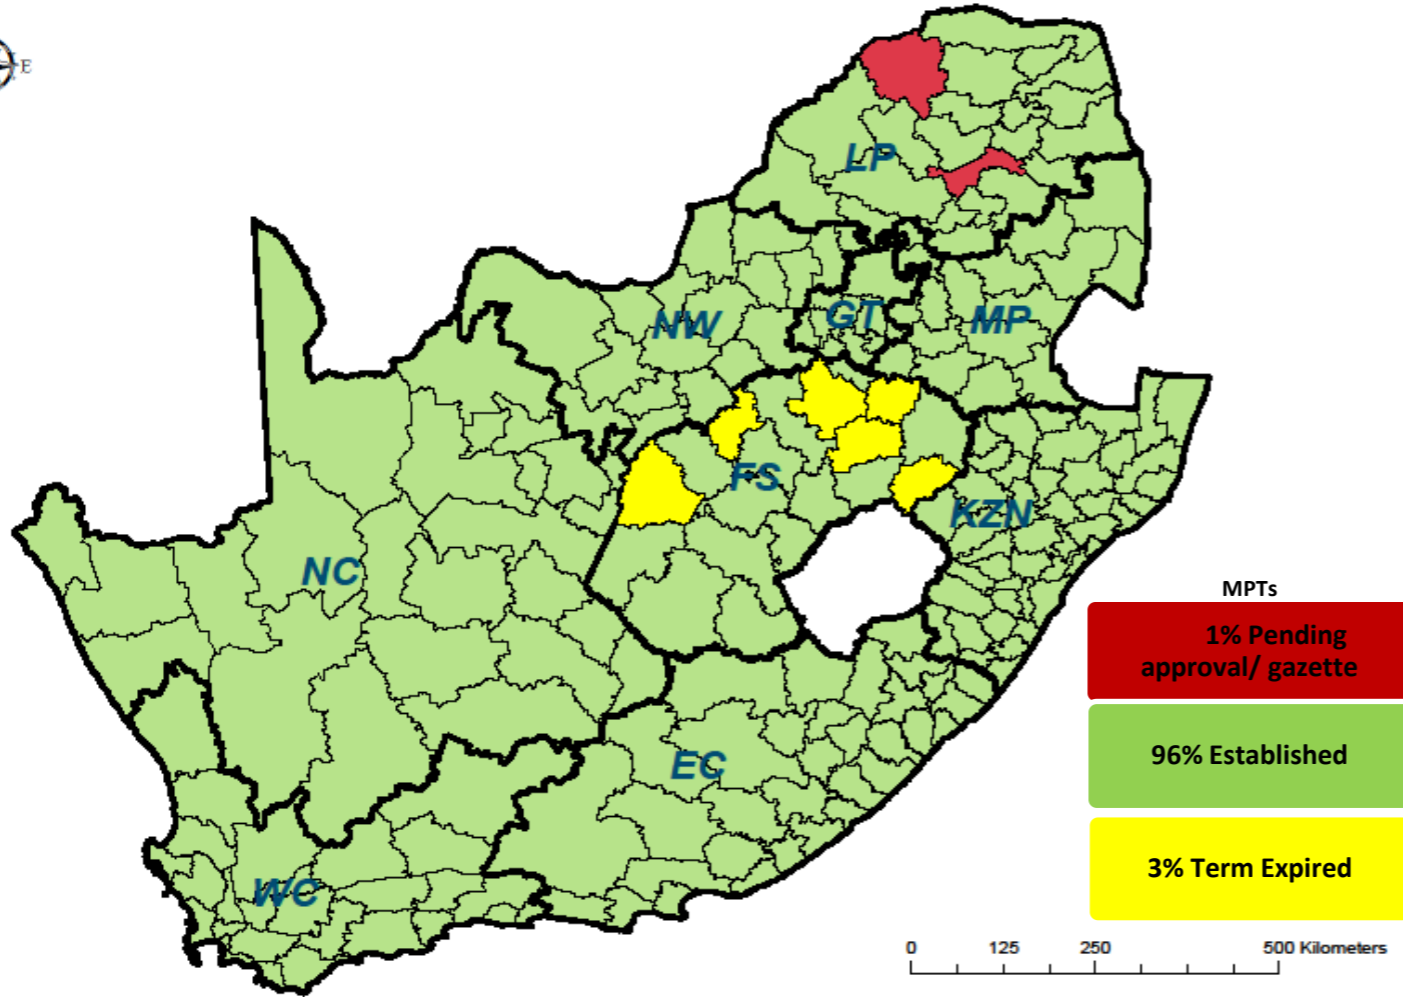 E
LP
NW
GT
MP
FS
KZN
NC
EC
WC
MPTs
1% Pending
approval/ gazette
96% Established
3% Term Expired
0 125 250 500 Kilometers